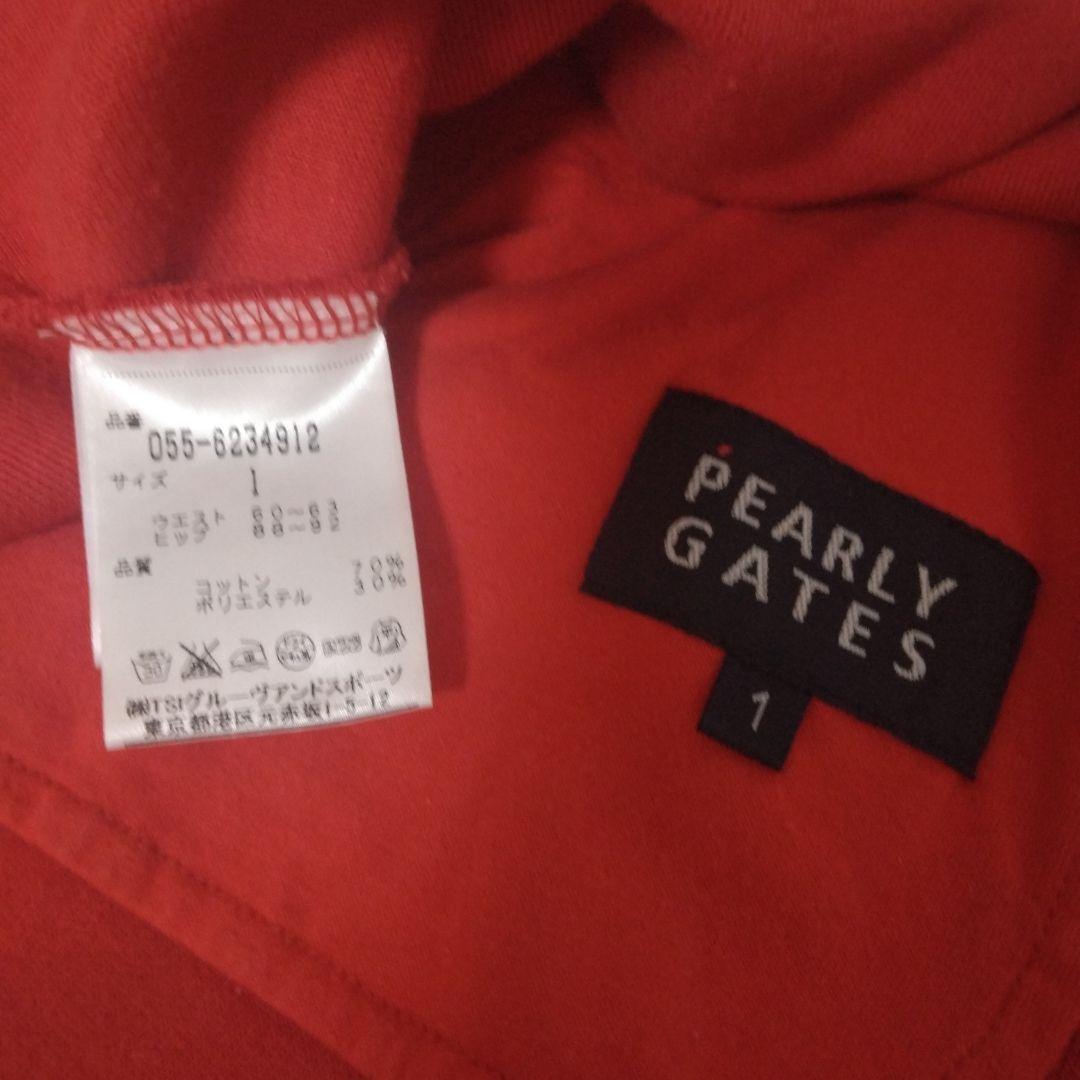 品番
055-6234912
サイズ 1
ウエスト 60～63
ヒップ 88～92
品質
コットン 70%
ポリエステル 30%
㈱TSIグルーヴアンドスポーツ
東京都港区元赤坂1-5-12
PEARLY
GATES
1